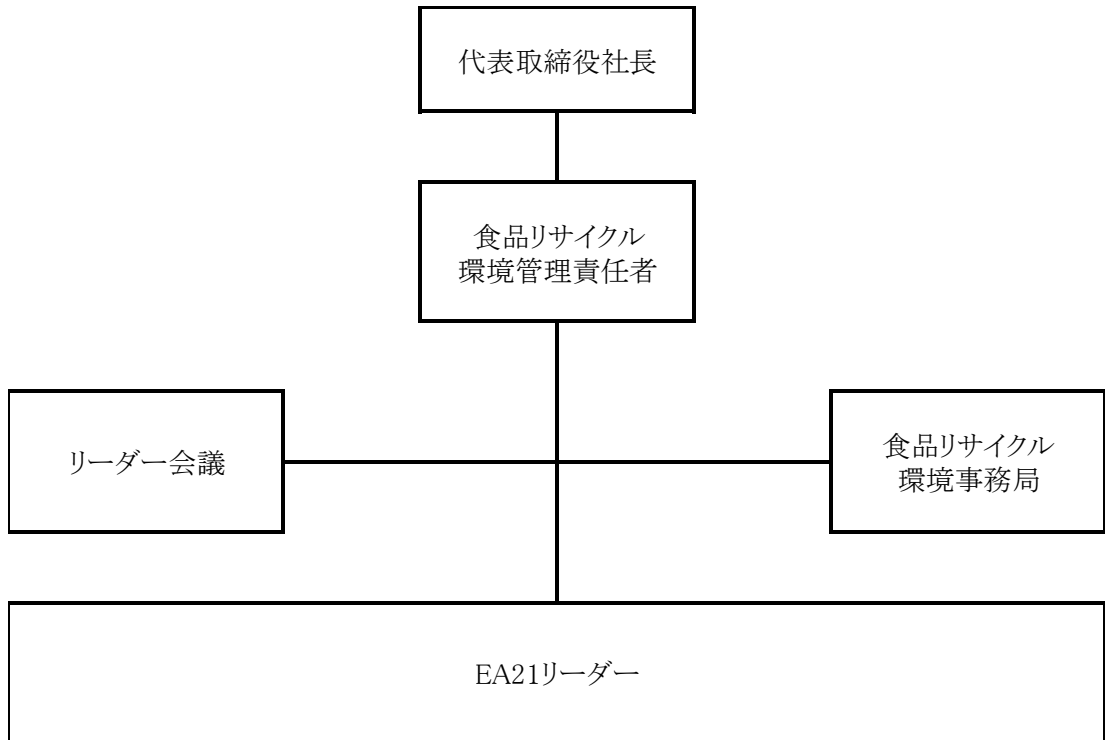 代表取締役社長
食品リサイクル
環境管理責任者
リーダー会議
食品リサイクル
環境事務局
EA21リーダー